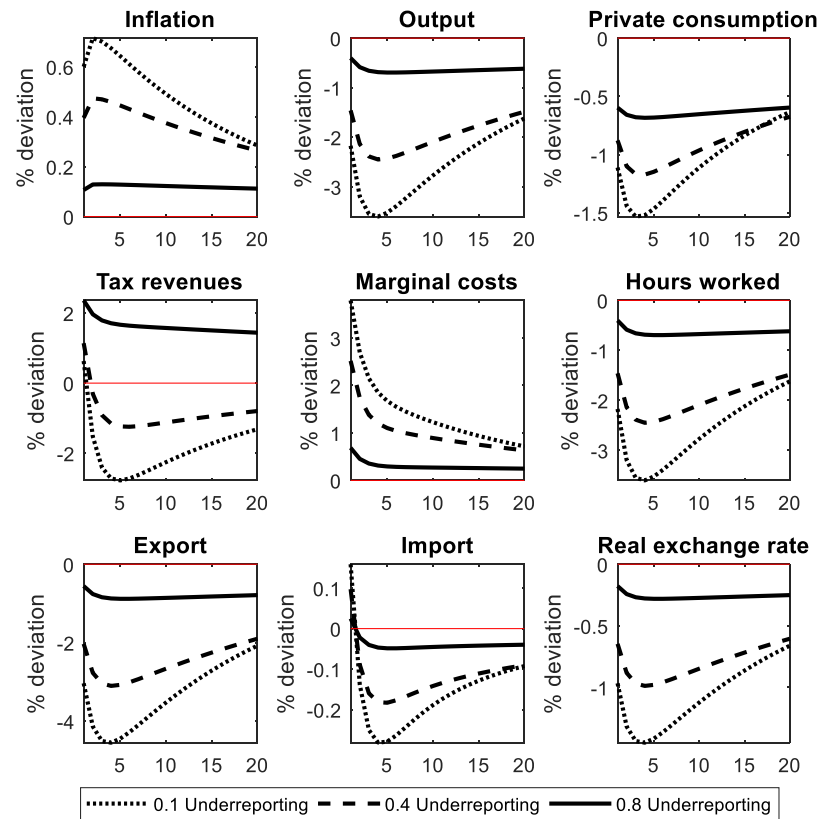 Inflation
% deviation
0.6
0.4
0.2
0
5 10 15 20
Output
% deviation
0
-1
-2
-3
5 10 15 20
Private consumption
% deviation
0
-0.5
-1
-1.5
5 10 15 20
Tax revenues
% deviation
2
0
-2
5 10 15 20
Marginal costs
% deviation
3
2
1
0
5 10 15 20
Hours worked
% deviation
0
-1
-2
-3
5 10 15 20
Export
% deviation
0
-2
-4
5 10 15 20
Import
% deviation
0.1
0
-0.1
-0.2
5 10 15 20
Real exchange rate
% deviation
0
-0.5
-1
5 10 15 20
0.1 Underreporting 0.4 Underreporting 0.8 Underreporting